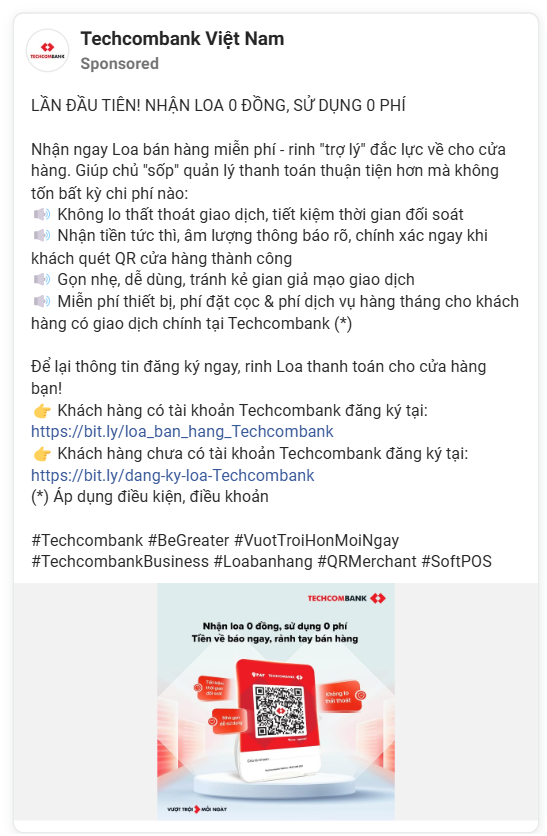 TECHCOMBANK
Techcombank Việt Nam
Sponsored
LẦN ĐẦU TIÊN! NHẬN LOA 0 ĐỒNG, SỬ DỤNG 0 PHÍ
Nhận ngay Loa bán hàng miễn phí - rinh "trợ lý" đắc lực về cho cửa
hàng. Giúp chủ "sốp" quản lý thanh toán thuận tiện hơn mà không
tốn bất kỳ chi phí nào:
🔊 Không lo thất thoát giao dịch, tiết kiệm thời gian đối soát
🔊 Nhận tiền tức thì, âm lượng thông báo rõ, chính xác ngay khi
khách quét QR cửa hàng thành công
🔊 Gọn nhẹ, dễ dùng, tránh kẻ gian giả mạo giao dịch
🔊 Miễn phí thiết bị, phí đặt cọc & phí dịch vụ hàng tháng cho khách
hàng có giao dịch chính tại Techcombank (*)
Để lại thông tin đăng ký ngay, rinh Loa thanh toán cho cửa hàng
bạn!
👉 Khách hàng có tài khoản Techcombank đăng ký tại:
https://bit.ly/loa_ban_hang_Techcombank
👉 Khách hàng chưa có tài khoản Techcombank đăng ký tại:
https://bit.ly/dang-ky-loa-Techcombank
(*) Áp dụng điều kiện, điều khoản
#Techcombank #BeGreater #VuotTroiHonMoiNgay
#TechcombankBusiness #Loabanhang #QRMerchant #SoftPOS
TECHCOMBANK
Nhận loa 0 đồng, sử dụng 0 phí
Tiền về báo ngay, rảnh tay bán hàng
TECHCOMBANK
Không lo
thất thoát
VƯỢT TRỘI MỖI NGÀY